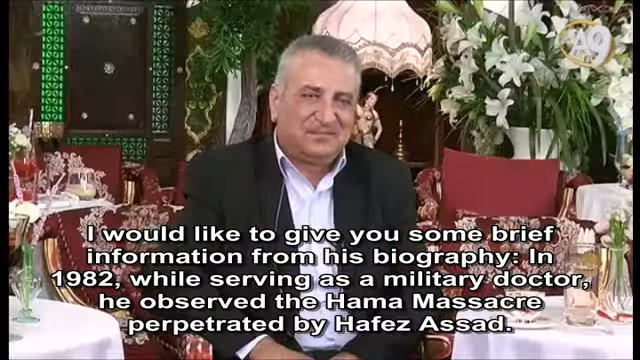 A9
I would like to give you some brief
information from his biography: In
1982, while serving as a military doctor,
he observed the Hama Massacre
perpetrated by Hafez Assad.